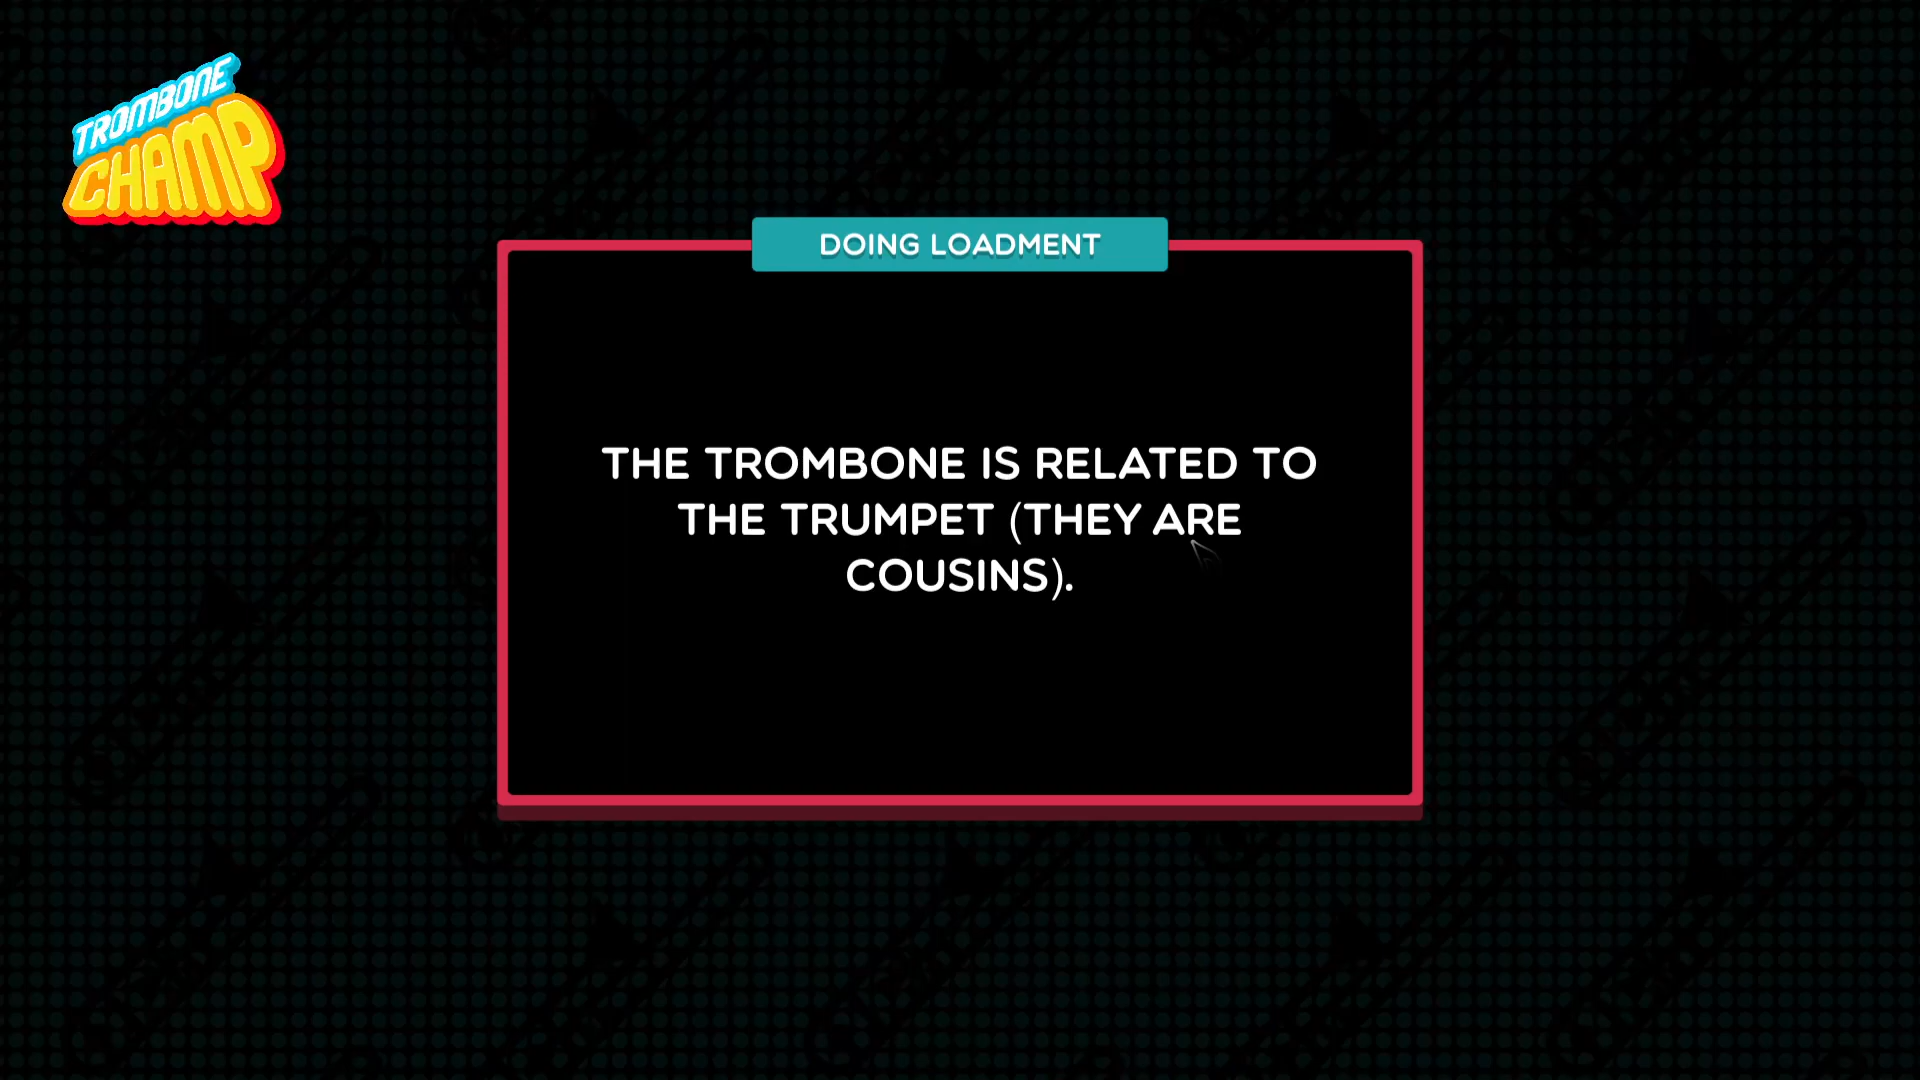 TROMBONE
CHAMP
DOING LOADMENT
THE TROMBONE IS RELATED TO
THE TRUMPET (THEY ARE
COUSINS).